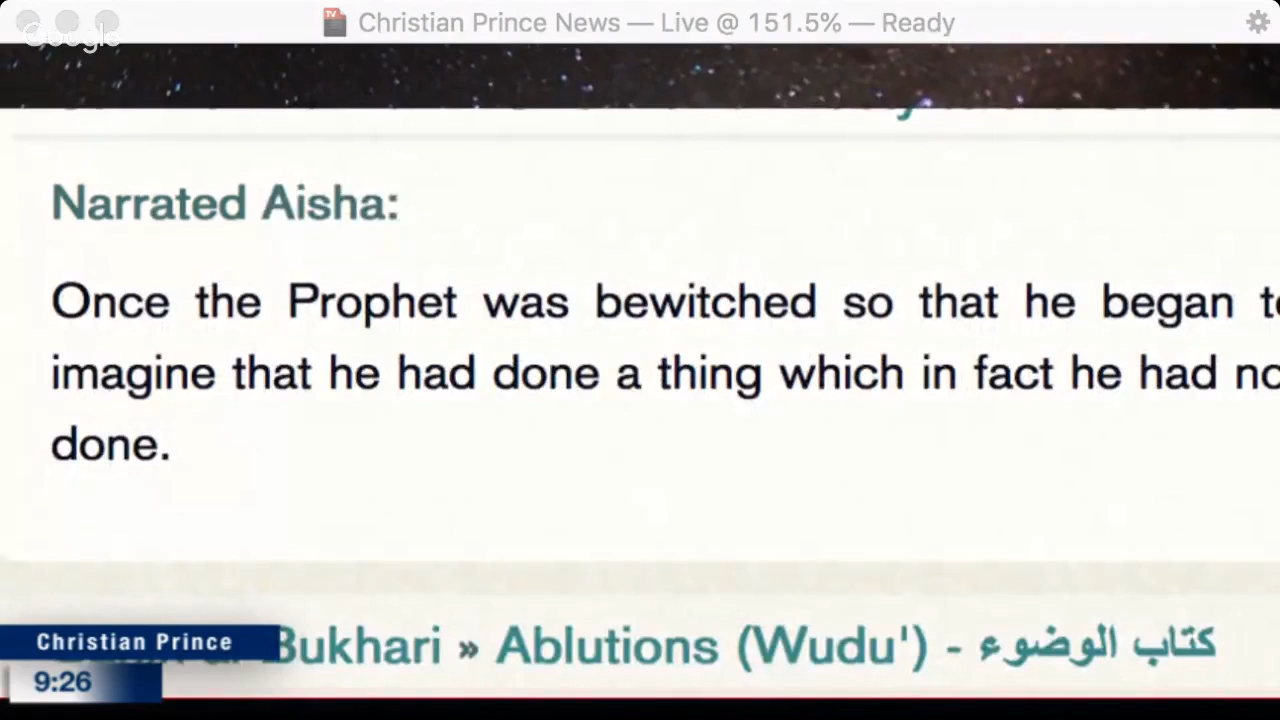 Christian Prince News — Live @ 151.5% — Ready
Google
Narrated Aisha:
Once the Prophet was bewitched so that he began
imagine that he had done a thing which in fact he had
done.
Bukhari » Ablutions (Wudu') - كتاب الوضوء
Christian Prince
9:26